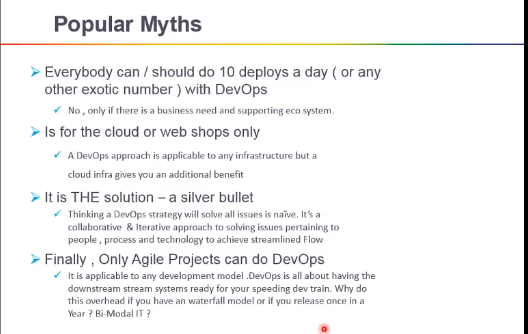 Popular Myths
Everybody can / should do 10 deploys a day ( or any
other exotic number ) with DevOps
No , only if there is a business need and supporting eco system.
Is for the cloud or web shops only
A DevOps approach is applicable to any infrastructure but a
cloud infra gives you an additional benefit
It is THE solution – a silver bullet
Thinking a DevOps strategy will solve all issues is naïve. It's a
collaborative & Iterative approach to solving issues pertaining to
people , process and technology to achieve streamlined Flow
Finally , Only Agile Projects can do DevOps
It is applicable to any development model .DevOps is all about having the
downstream stream systems ready for your speeding dev train. Why do
this overhead if you have an waterfall model or if you release once in a
Year ? Bi-Modal IT ?